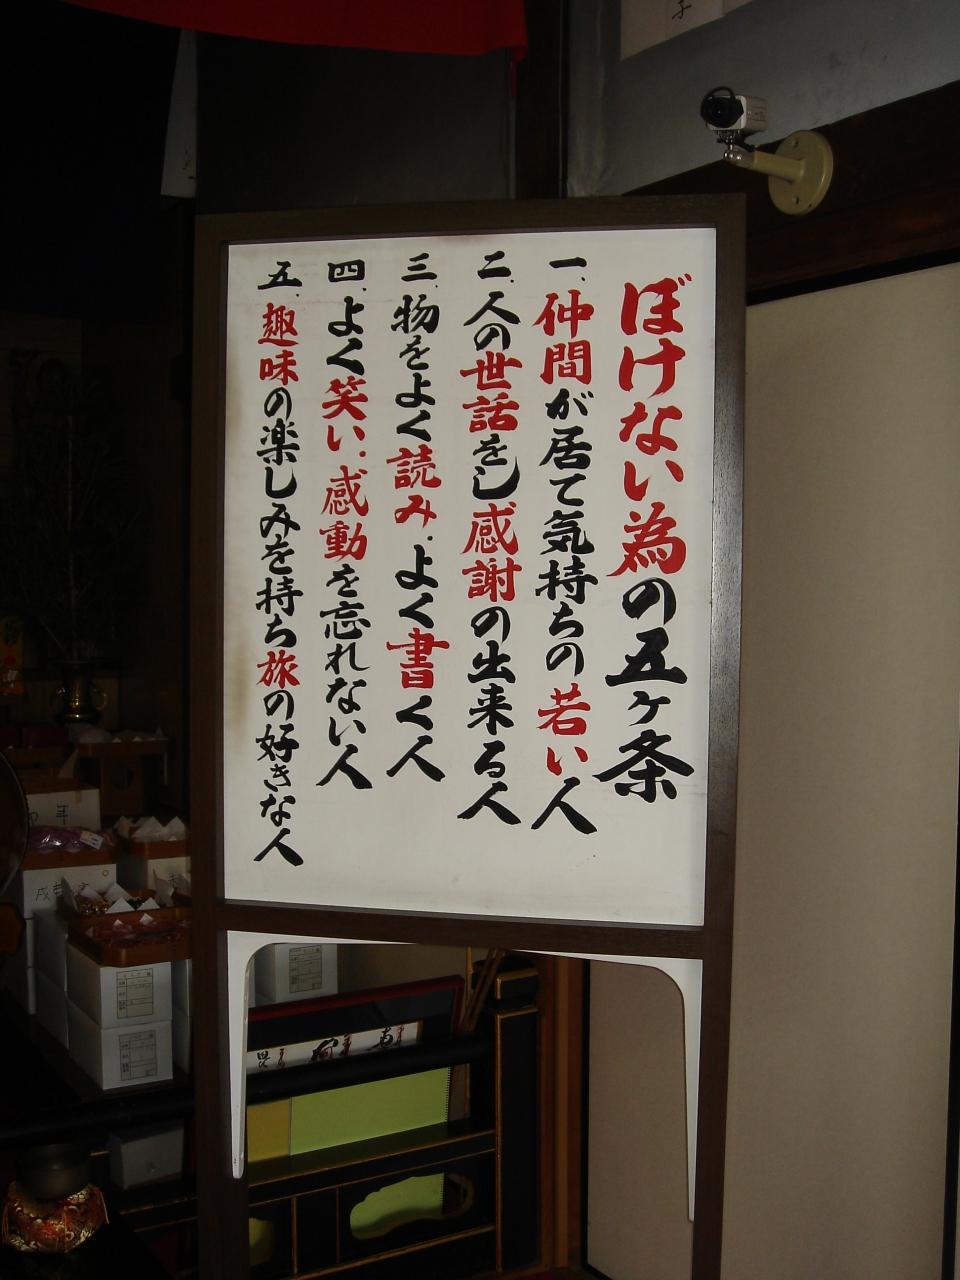 ぼけない為の五ヶ条
一、仲間が居て気持ちの若い人
二、人の世話をし感謝の出来る人
三、物をよく読み、よく書く人
四、よく笑い、感動を忘れない人
五、趣味の楽しみを持ち旅の好きな人